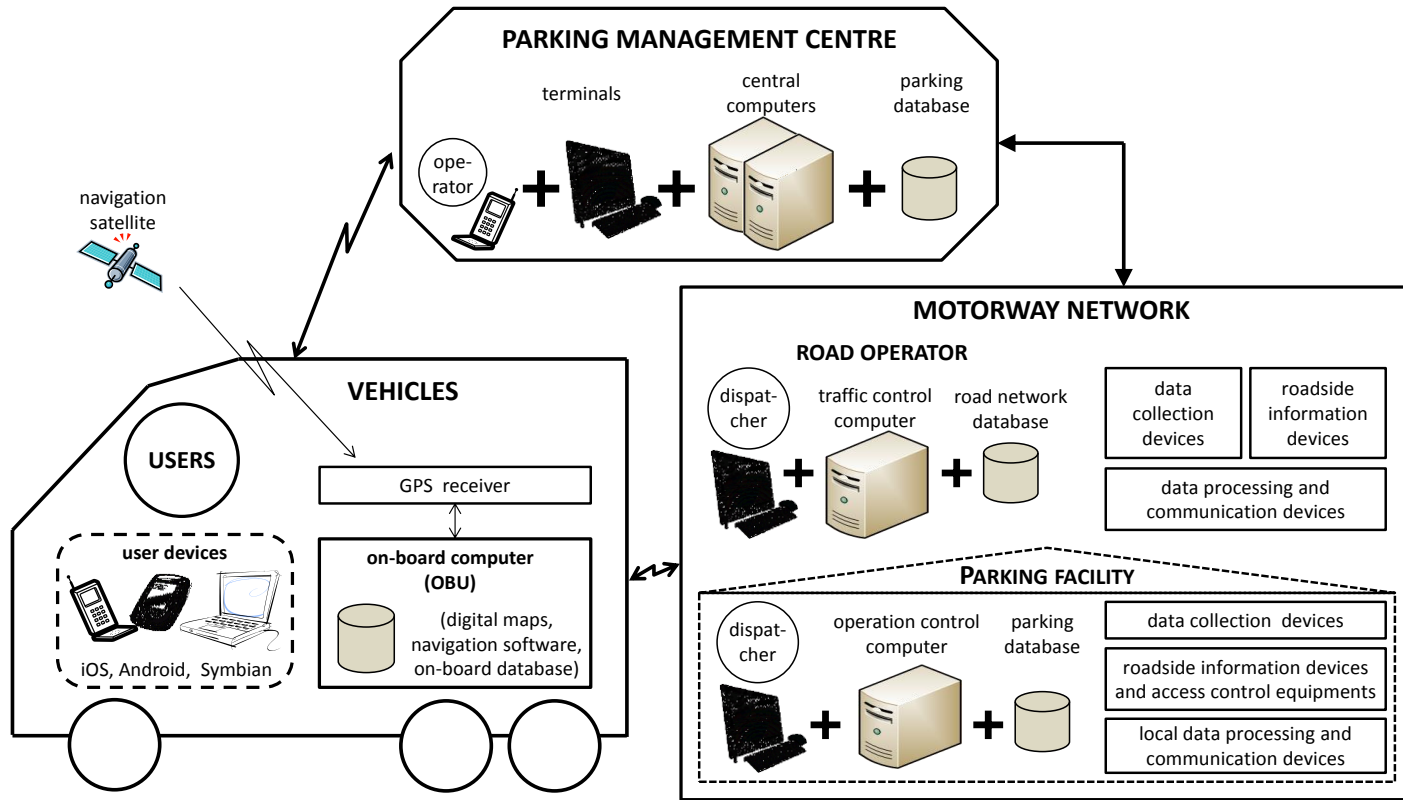 PARKING MANAGEMENT CENTRE
terminals
central
computers
parking
database
ope-
rator
navigation
satellite
VEHICLES
USERS
GPS receiver
user devices
iOS, Android, Symbian
on-board computer
(OBU)
(digital maps,
navigation software,
on-board database)
MOTORWAY NETWORK
ROAD OPERATOR
dispat-
cher
traffic control
computer
road network
database
data
collection
devices
roadside
information
devices
data processing and
communication devices
PARKING FACILITY
dispat-
cher
operation control
computer
parking
database
data collection devices
roadside information devices
and access control equipments
local data processing and
communication devices